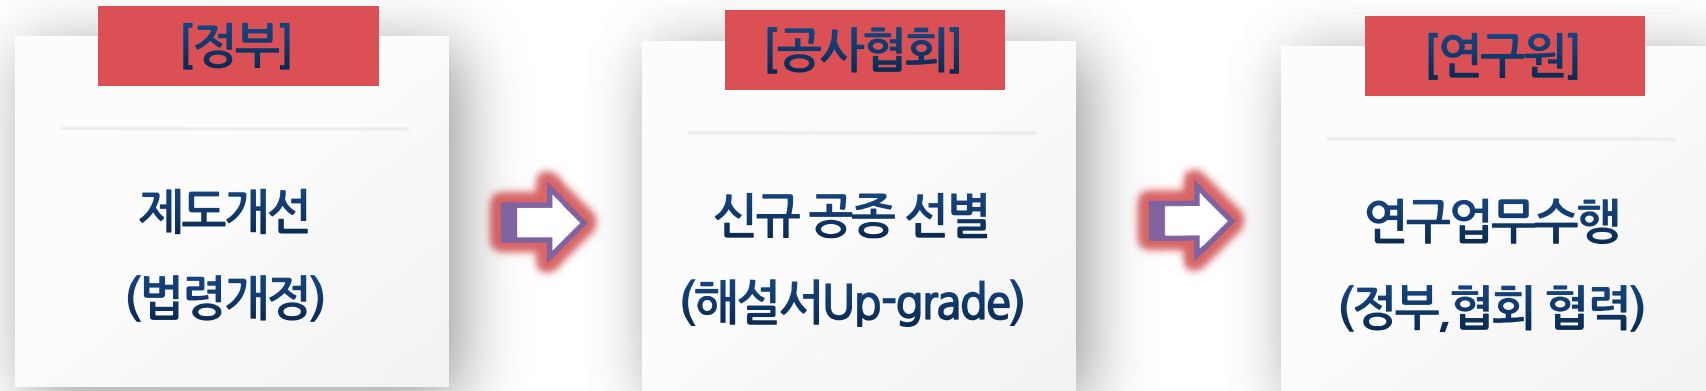 [정부]
제도개선
(법령개정)
[공사협회]
신규 공종 선별
(해설서Up-grade)
[연구원]
연구업무수행
(정부,협회 협력)